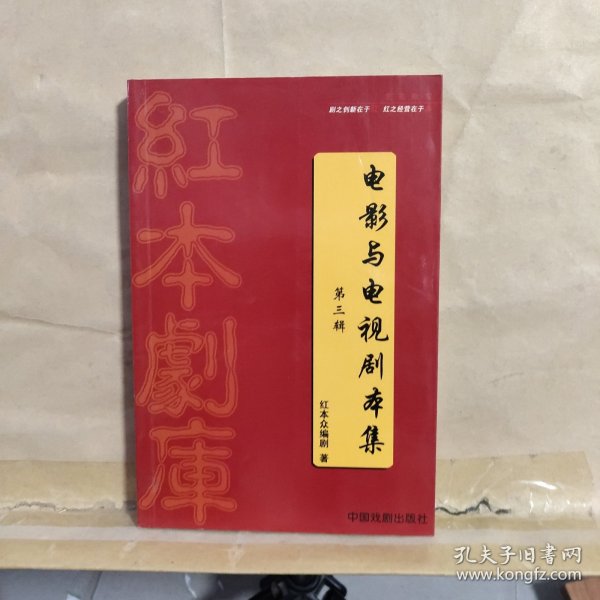 剧之创新在于 红之经营在于
紅本劇庫
电影与电视剧本集
第三辑
红本众编剧 著
中国戏剧出版社
孔夫子旧书网
www.kongfz.com